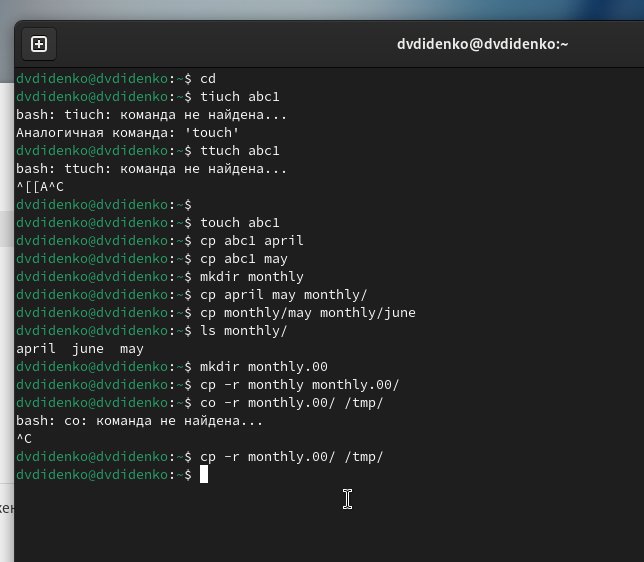 dvdidenko@dvdidenko:~
dvdidenko@dvdidenko:~$ cd
dvdidenko@dvdidenko:~$ tiuch abc1
bash: tiuch: команда не найдена...
Аналогичная команда: 'touch'
dvdidenko@dvdidenko:~$ ttuch abc1
bash: ttuch: команда не найдена...
^[[A^C
dvdidenko@dvdidenko:~$
dvdidenko@dvdidenko:~$ touch abc1
dvdidenko@dvdidenko:~$ cp abc1 april
dvdidenko@dvdidenko:~$ cp abc1 may
dvdidenko@dvdidenko:~$ mkdir monthly
dvdidenko@dvdidenko:~$ cp april may monthly/
dvdidenko@dvdidenko:~$ cp monthly/may monthly/june
dvdidenko@dvdidenko:~$ ls monthly/
april  june  may
dvdidenko@dvdidenko:~$ mkdir monthly.00
dvdidenko@dvdidenko:~$ cp -r monthly monthly.00/
dvdidenko@dvdidenko:~$ co -r monthly.00/ /tmp/
bash: co: команда не найдена...
^C
dvdidenko@dvdidenko:~$ cp -r monthly.00/ /tmp/
dvdidenko@dvdidenko:~$